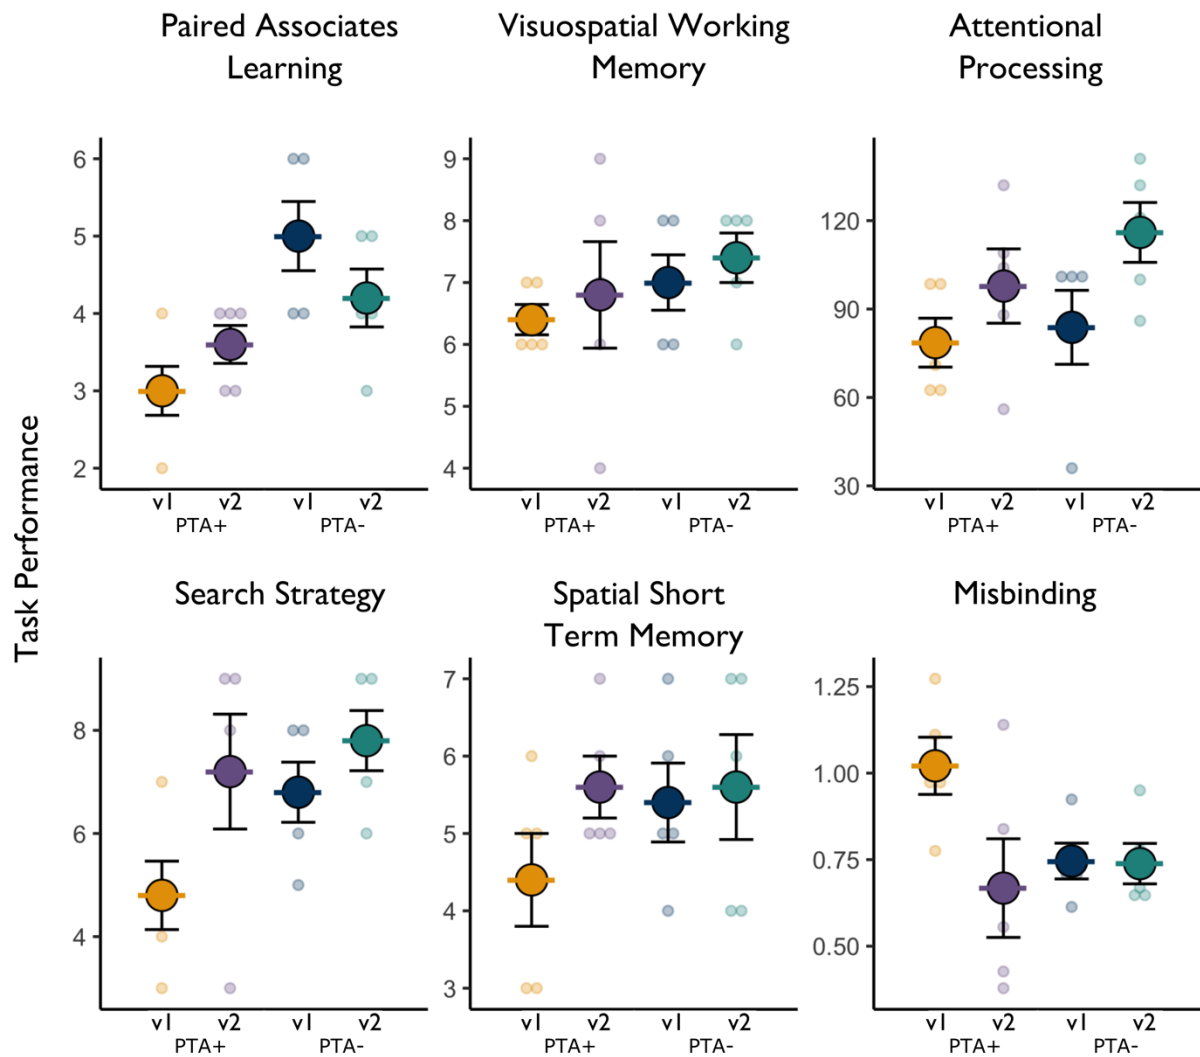 Paired Associates
Learning
Visuospatial Working
Memory
Attentional
Processing
Task Performance
6
5
4
3
2
v1 v2 v1 v2
PTA+ PTA-
9
8
7
6
5
4
v1 v2 v1 v2
PTA+ PTA-
120
90
60
30
v1 v2 v1 v2
PTA+ PTA-
Search Strategy
Spatial Short
Term Memory
Misbinding
8
6
4
v1 v2 v1 v2
PTA+ PTA-
7
6
5
4
3
v1 v2 v1 v2
PTA+ PTA-
1.25
1.00
0.75
0.50
v1 v2 v1 v2
PTA+ PTA-